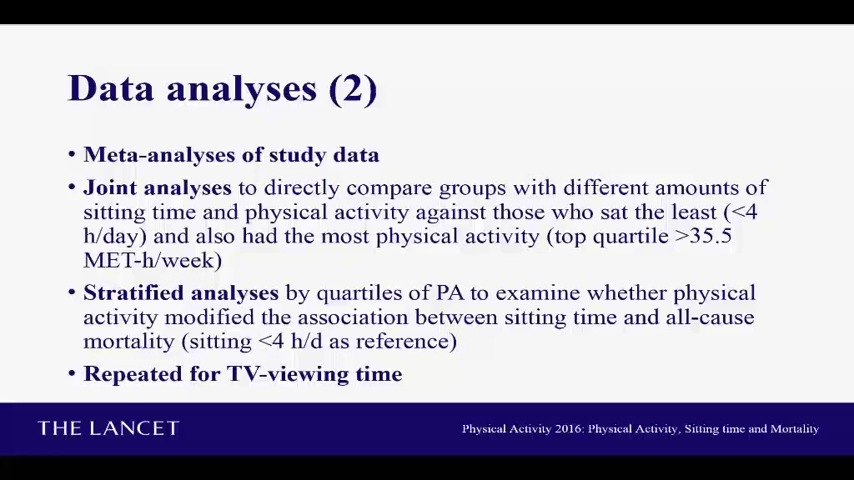 Data analyses (2)
• Meta-analyses of study data
• Joint analyses to directly compare groups with different amounts of
sitting time and physical activity against those who sat the least (<4
h/day) and also had the most physical activity (top quartile >35.5
MET-h/week)
• Stratified analyses by quartiles of PA to examine whether physical
activity modified the association between sitting time and all-cause
mortality (sitting <4 h/d as reference)
• Repeated for TV-viewing time
THE LANCET
Physical Activity 2016: Physical Activity, Sitting time and Mortality